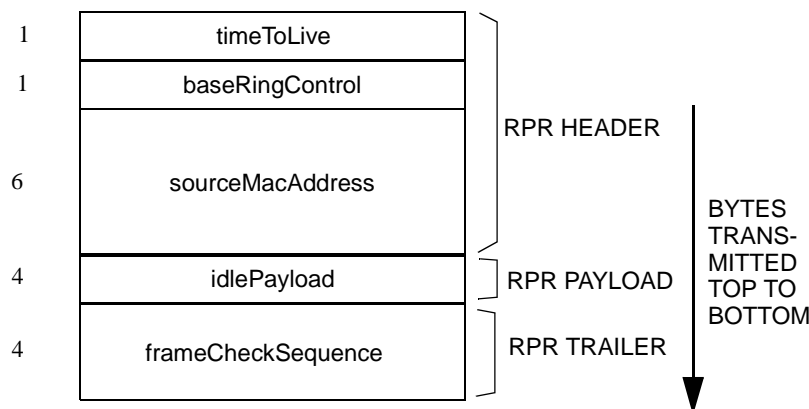 1
timeToLive
1
baseRingControl
RPR HEADER
6
sourceMacAddress
BYTES
TRANS-
MITTED
TOP TO
BOTTOM
4
idlePayload
RPR PAYLOAD
4
frameCheckSequence
RPR TRAILER